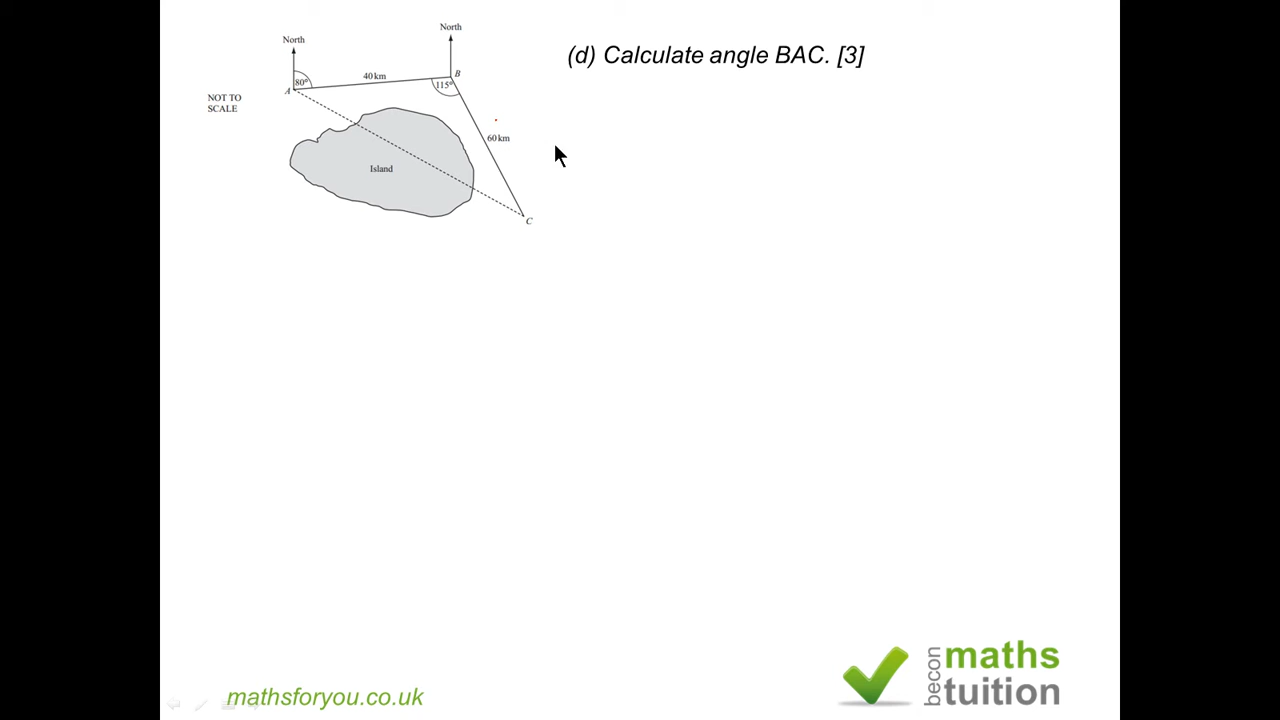 North
North
(d) Calculate angle BAC. [3]
80°
40 km
B
115°
A
NOT TO
SCALE
60 km
Island
C
mathsforyou.co.uk
becon
maths
tuition